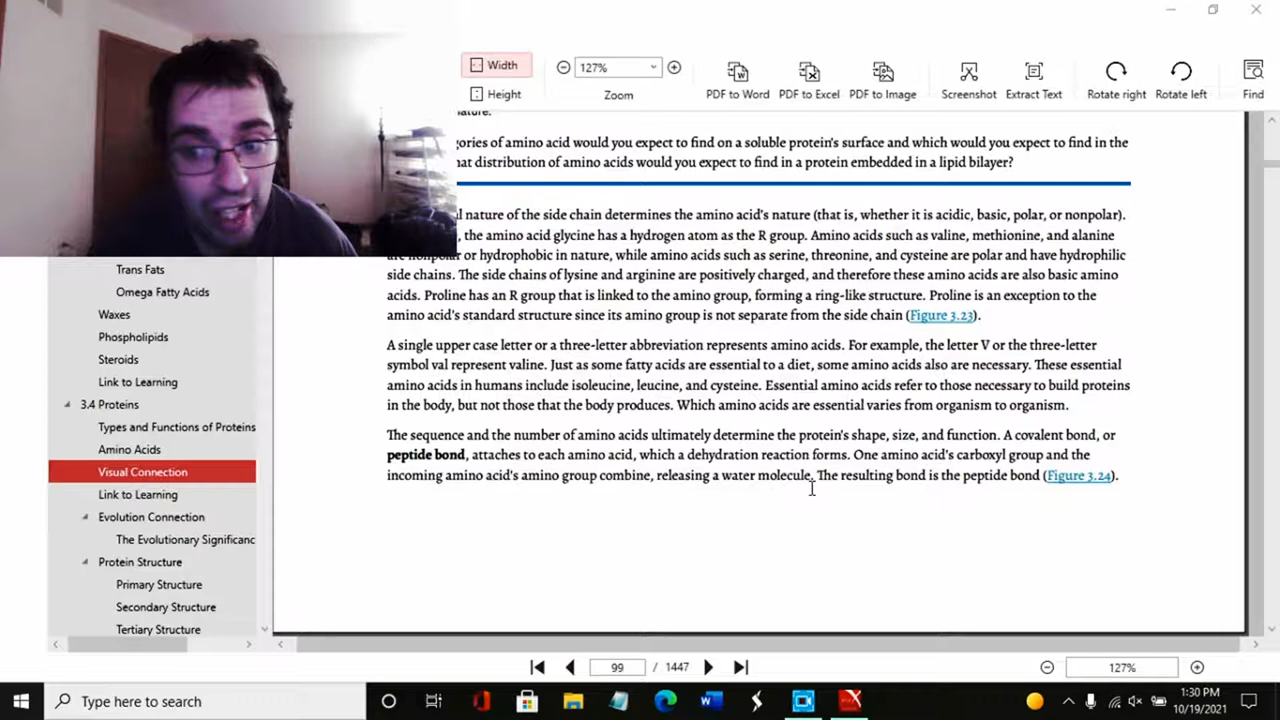 Width
Height
127%
Zoom
PDF to Word
PDF to Excel
PDF to Image
Screenshot
Extract Text
Rotate right
Rotate left
Find
gories of amino acid would you expect to find on a soluble protein's surface and which would you expect to find in the
hat distribution of amino acids would you expect to find in a protein embedded in a lipid bilayer?
l nature of the side chain determines the amino acid's nature (that is, whether it is acidic, basic, polar, or nonpolar).
, the amino acid glycine has a hydrogen atom as the R group. Amino acids such as valine, methionine, and alanine
are nonpolar or hydrophobic in nature, while amino acids such as serine, threonine, and cysteine are polar and have hydrophilic
side chains. The side chains of lysine and arginine are positively charged, and therefore these amino acids are also basic amino
acids. Proline has an R group that is linked to the amino group, forming a ring-like structure. Proline is an exception to the
amino acid's standard structure since its amino group is not separate from the side chain (Figure 3.23).
A single upper case letter or a three-letter abbreviation represents amino acids. For example, the letter V or the three-letter
symbol val represent valine. Just as some fatty acids are essential to a diet, some amino acids also are necessary. These essential
amino acids in humans include isoleucine, leucine, and cysteine. Essential amino acids refer to those necessary to build proteins
in the body, but not those that the body produces. Which amino acids are essential varies from organism to organism.
The sequence and the number of amino acids ultimately determine the protein's shape, size, and function. A covalent bond, or
peptide bond, attaches to each amino acid, which a dehydration reaction forms. One amino acid's carboxyl group and the
incoming amino acid's amino group combine, releasing a water molecule. The resulting bond is the peptide bond (Figure 3.24).
Trans Fats
Omega Fatty Acids
Waxes
Phospholipids
Steroids
Link to Learning
3.4 Proteins
Types and Functions of Proteins
Amino Acids
Visual Connection
Link to Learning
Evolution Connection
The Evolutionary Significanc
Protein Structure
Primary Structure
Secondary Structure
Tertiary Structure
99 / 1447
127%
Type here to search
1:30 PM
10/19/2021